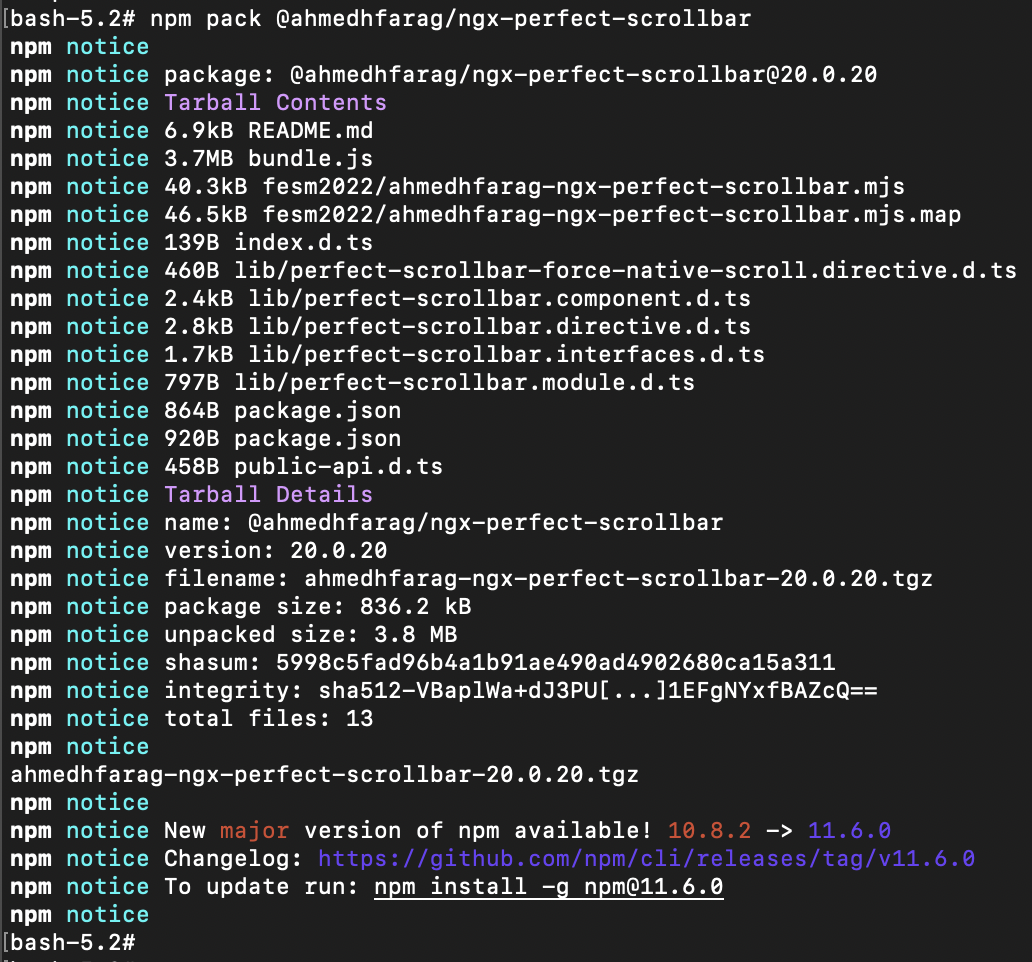 [bash-5.2# npm pack @ahmedhfarag/ngx-perfect-scrollbar
npm notice
npm notice package: @ahmedhfarag/ngx-perfect-scrollbar@20.0.20
npm notice Tarball Contents
npm notice 6.9kB README.md
npm notice 3.7MB bundle.js
npm notice 40.3kB fesm2022/ahmedhfarag-ngx-perfect-scrollbar.mjs
npm notice 46.5kB fesm2022/ahmedhfarag-ngx-perfect-scrollbar.mjs.map
npm notice 139B index.d.ts
npm notice 460B lib/perfect-scrollbar-force-native-scroll.directive.d.ts
npm notice 2.4kB lib/perfect-scrollbar.component.d.ts
npm notice 2.8kB lib/perfect-scrollbar.directive.d.ts
npm notice 1.7kB lib/perfect-scrollbar.interfaces.d.ts
npm notice 797B lib/perfect-scrollbar.module.d.ts
npm notice 864B package.json
npm notice 920B package.json
npm notice 458B public-api.d.ts
npm notice Tarball Details
npm notice name: @ahmedhfarag/ngx-perfect-scrollbar
npm notice version: 20.0.20
npm notice filename: ahmedhfarag-ngx-perfect-scrollbar-20.0.20.tgz
npm notice package size: 836.2 kB
npm notice unpacked size: 3.8 MB
npm notice shasum: 5998c5fad96b4a1b91ae490ad4902680ca15a311
npm notice integrity: sha512-VBaplWa+dJ3PU[...]1EFgNYxfBAZcQ==
npm notice total files: 13
npm notice
ahmedhfarag-ngx-perfect-scrollbar-20.0.20.tgz
npm notice
npm notice New major version of npm available! 10.8.2 -> 11.6.0
npm notice Changelog: https://github.com/npm/cli/releases/tag/v11.6.0
npm notice To update run: npm install -g npm@11.6.0
npm notice
[bash-5.2#